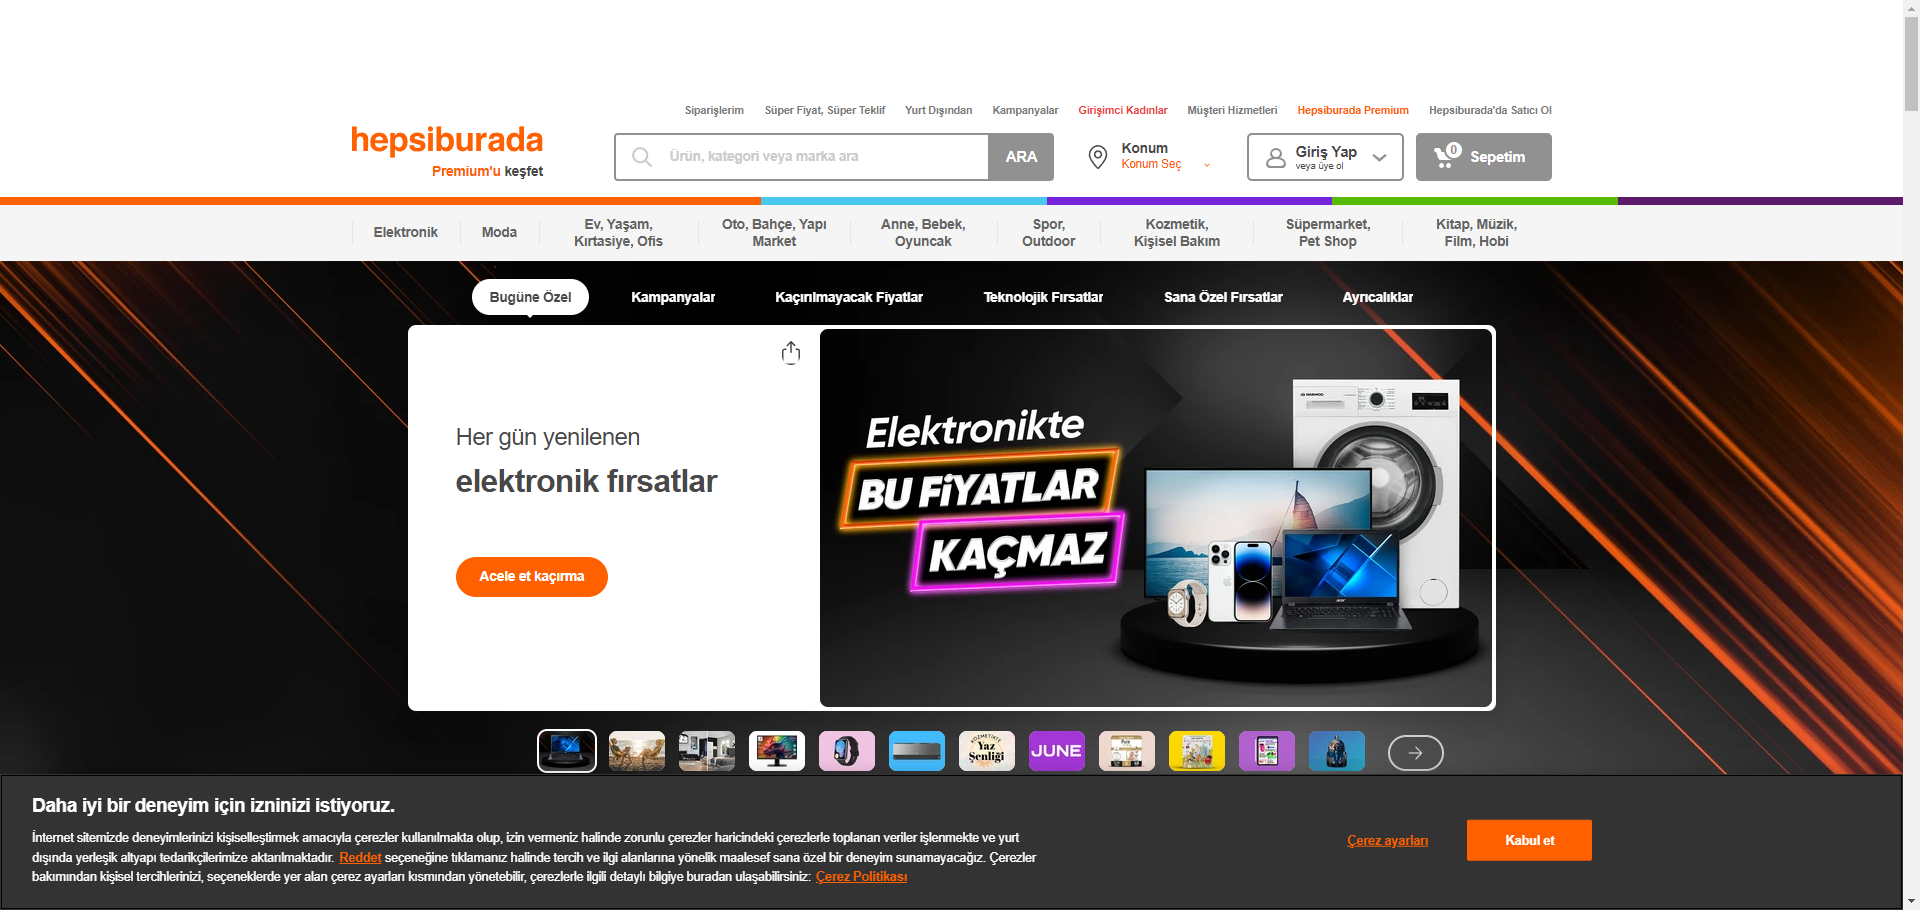 Siparişlerim Süper Fiyat, Süper Teklif Yurt Dışından Kampanyalar Girişimci Kadınlar Müşteri Hizmetleri Hepsiburada Premium Hepsiburada'da Satıcı Ol
hepsiburada
Premium'u keşfet
Ürün, kategori veya marka ara
ARA
Konum
Konum Seç
Giriş Yap
veya üye ol
0
Sepetim
Elektronik
Moda
Ev, Yaşam,
Kırtasiye, Ofis
Oto, Bahçe, Yapı
Market
Anne, Bebek,
Oyuncak
Spor,
Outdoor
Kozmetik,
Kişisel Bakım
Süpermarket,
Pet Shop
Kitap, Müzik,
Film, Hobi
Bugüne Özel Kampanyalar Kaçırılmayacak Fiyatlar Teknolojik Fırsatlar Sana Özel Fırsatlar Ayrıcalıklar
Her gün yenilenen
elektronik fırsatlar
Acele et kaçırma
Elektronikte
BU FİYATLAR
KAÇMAZ
DAEWOO
acer
KOZMETİKTE
Yaz
Şenliği
JUNE
Pure
Daha iyi bir deneyim için izninizi istiyoruz.
İnternet sitemizde deneyimlerinizi kişiselleştirmek amacıyla çerezler kullanılmakta olup, izin vermeniz halinde zorunlu çerezler haricindeki çerezlerle toplanan veriler işlenmekte ve yurt
dışında yerleşik altyapı tedarikçilerimize aktarılmaktadır. Reddet seçeneğine tıklamanız halinde tercih ve ilgi alanlarına yönelik maalesef sana özel bir deneyim sunamayacağız. Çerezler
bakımından kişisel tercihlerinizi, seçeneklerde yer alan çerez ayarları kısmından yönetebilir, çerezlerle ilgili detaylı bilgiye buradan ulaşabilirsiniz: Çerez Politikası
Çerez ayarları
Kabul et